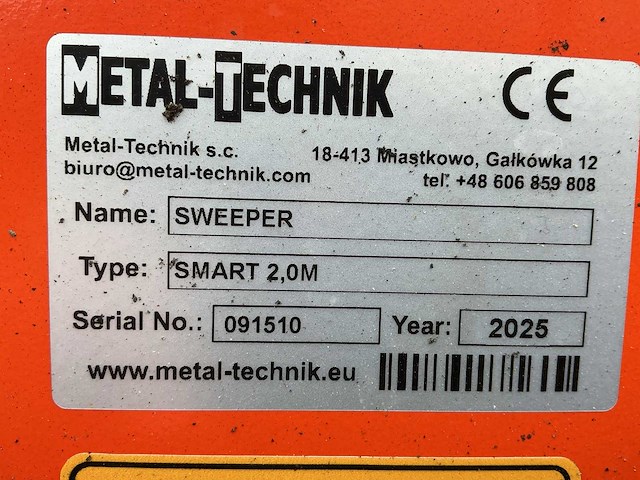 METAL-TECHNIK CE
Metal-Technik s.c. 18-413 Miastkowo, Gałkówka 12
biuro@metal-technik.com tel. +48 606 859 808
Name: SWEEPER
Type: SMART 2,0M
Serial No.: 091510 Year: 2025
www.metal-technik.eu